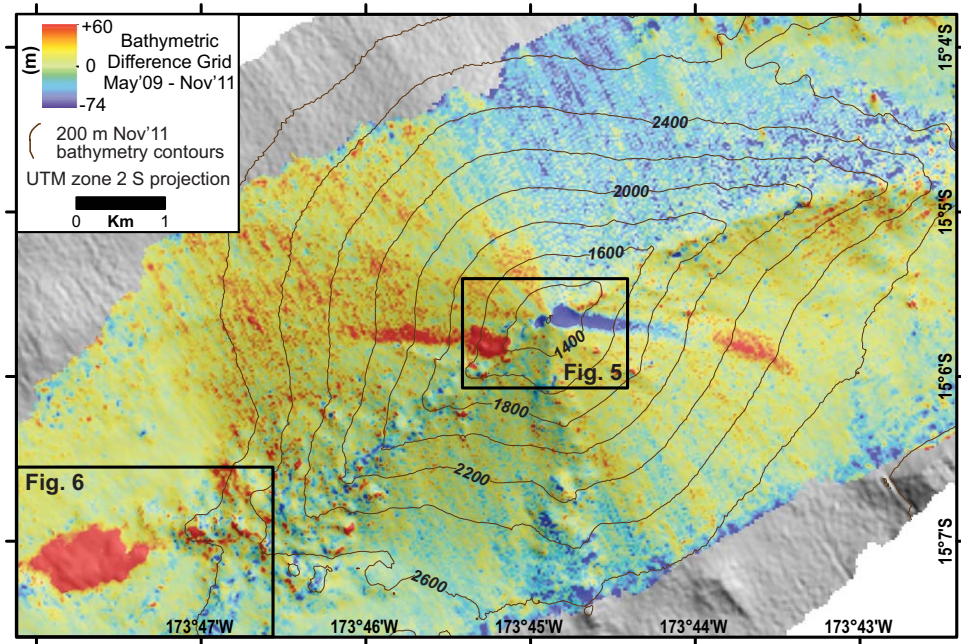 +60
(m)
0
-74
Bathymetric
Difference Grid
May'09 - Nov'11
200 m Nov'11
bathymetry contours
UTM zone 2 S projection
0 Km 1
2400
2000
1600
1400
Fig. 5
1800
2200
2600
Fig. 6
15°4'S
15°5'S
15°6'S
15°7'S
173°47'W 173°46'W 173°45'W 173°44'W 173°43'W